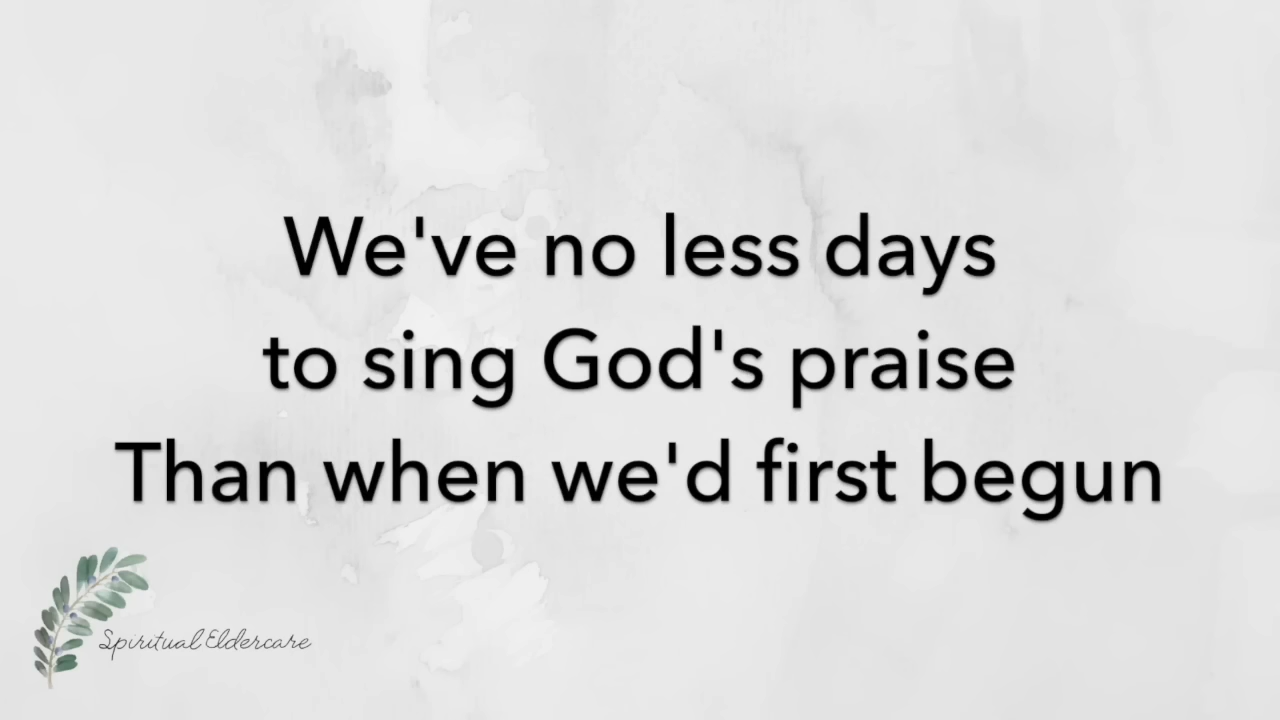 We've no less days
to sing God's praise
Than when we'd first begun
Spiritual Eldercare